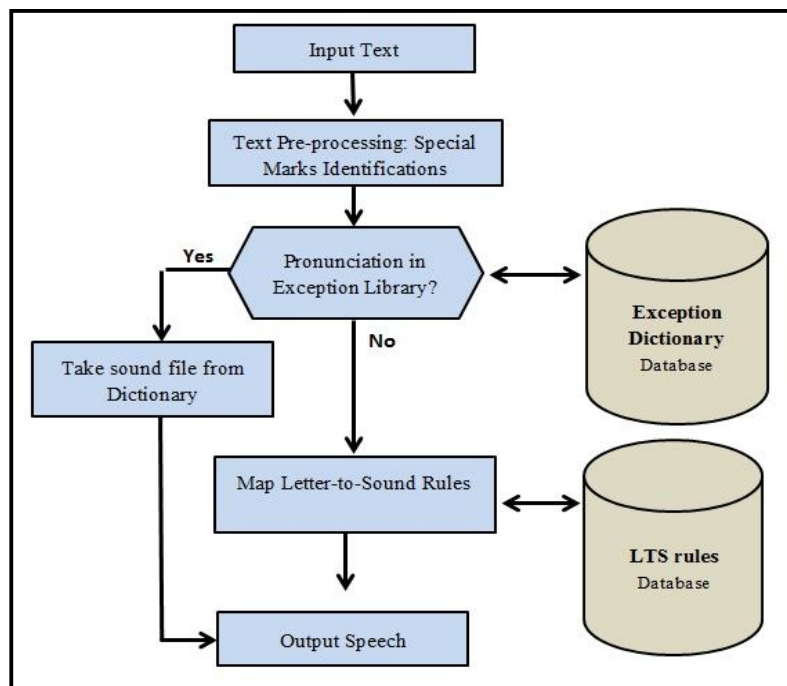 Input Text
Text Pre-processing: Special
Marks Identifications
Yes
Pronunciation in
Exception Library?
Exception
Dictionary
Database
No
Take sound file from
Dictionary
Map Letter-to-Sound Rules
LTS rules
Database
Output Speech